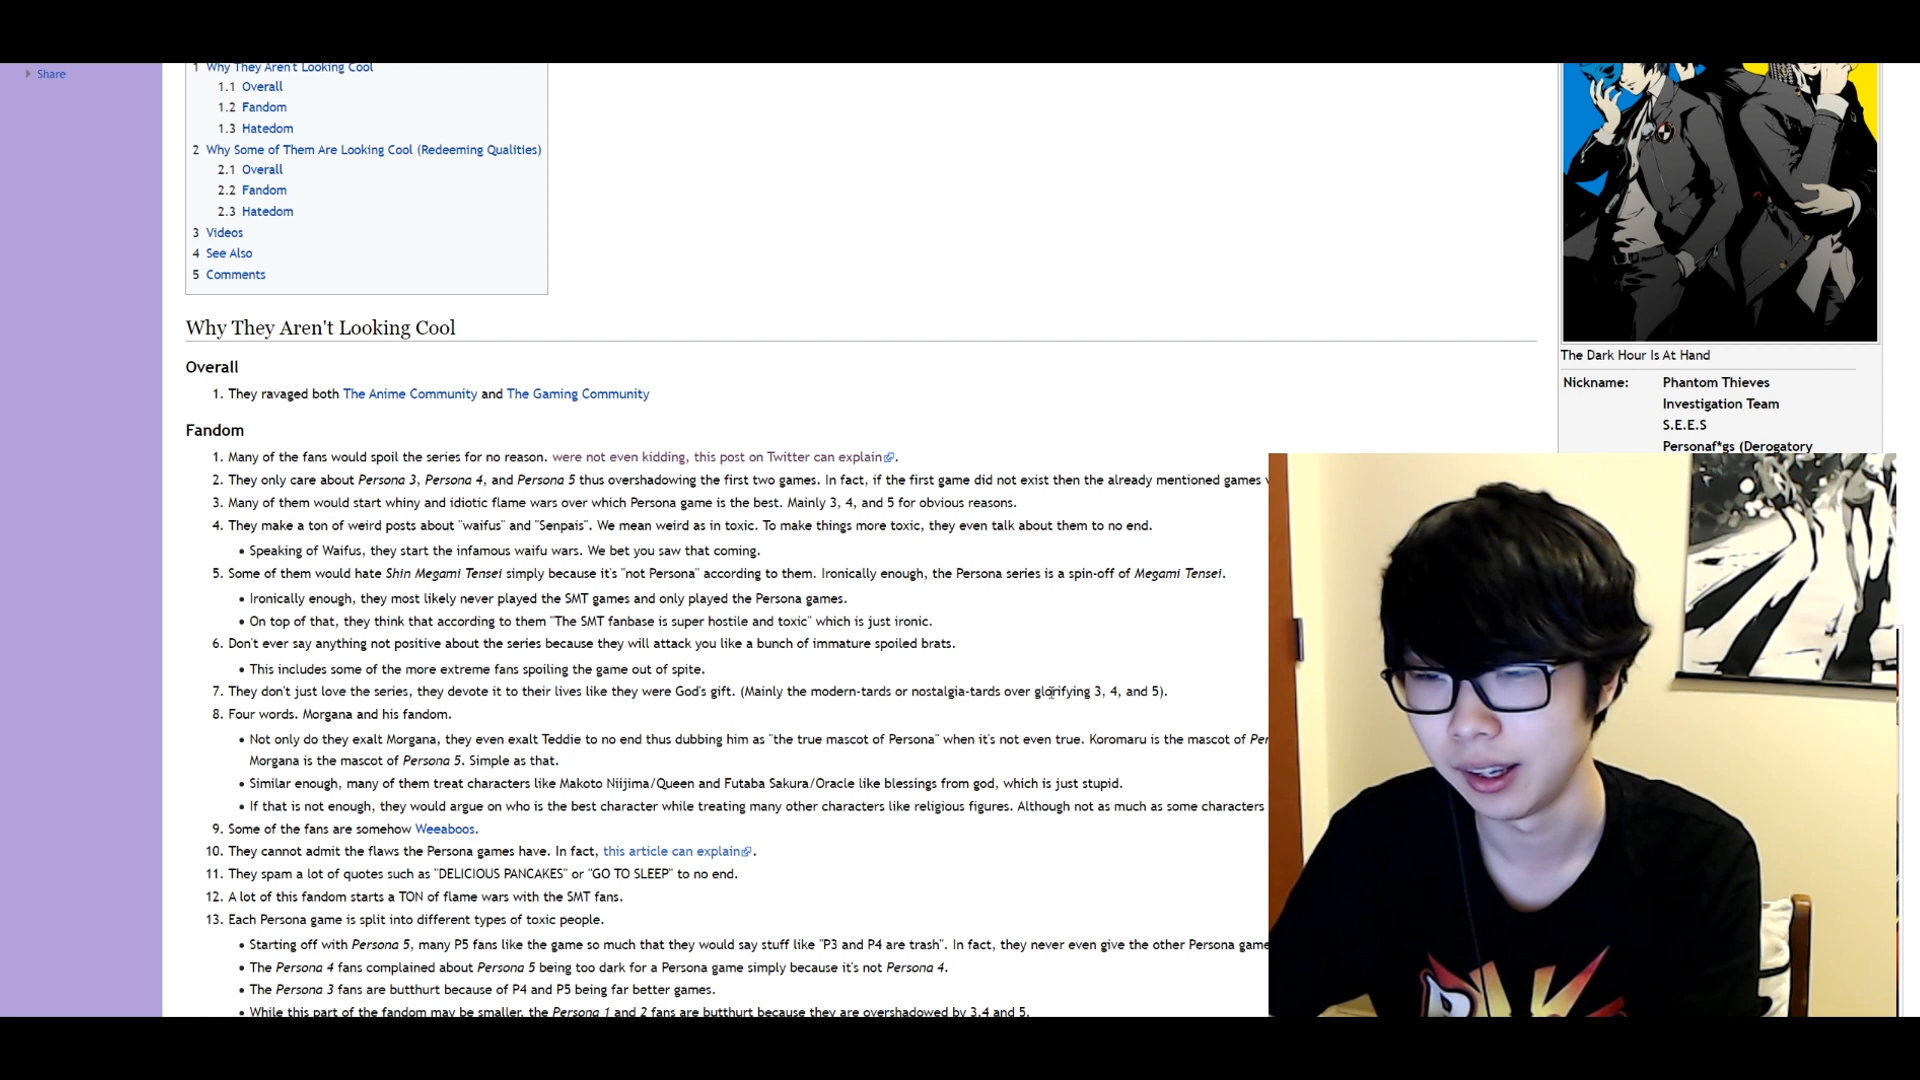 Share
1 Why They Aren't Looking Cool
1.1 Overall
1.2 Fandom
1.3 Hatedom
2 Why Some of Them Are Looking Cool (Redeeming Qualities)
2.1 Overall
2.2 Fandom
2.3 Hatedom
3 Videos
4 See Also
5 Comments
Why They Aren't Looking Cool
Overall
1. They ravaged both The Anime Community and The Gaming Community
Fandom
1. Many of the fans would spoil the series for no reason. were not even kidding, this post on Twitter can explain.
2. They only care about Persona 3, Persona 4, and Persona 5 thus overshadowing the first two games. In fact, if the first game did not exist then the already mentioned games
3. Many of them would start whiny and idiotic flame wars over which Persona game is the best. Mainly 3, 4, and 5 for obvious reasons.
4. They make a ton of weird posts about "waifus" and "Senpais". We mean weird as in toxic. To make things more toxic, they even talk about them to no end.
• Speaking of Waifus, they start the infamous waifu wars. We bet you saw that coming.
5. Some of them would hate Shin Megami Tensei simply because it's "not Persona" according to them. Ironically enough, the Persona series is a spin-off of Megami Tensei.
• Ironically enough, they most likely never played the SMT games and only played the Persona games.
• On top of that, they think that according to them "The SMT fanbase is super hostile and toxic" which is just ironic.
6. Don't ever say anything not positive about the series because they will attack you like a bunch of immature spoiled brats.
• This includes some of the more extreme fans spoiling the game out of spite.
7. They don't just love the series, they devote it to their lives like they were God's gift. (Mainly the modern-tards or nostalgia-tards over glorifying 3, 4, and 5).
8. Four words. Morgana and his fandom.
• Not only do they exalt Morgana, they even exalt Teddie to no end thus dubbing him as "the true mascot of Persona" when it's not even true. Koromaru is the mascot of
Morgana is the mascot of Persona 5. Simple as that.
• Similar enough, many of them treat characters like Makoto Niijima/Queen and Futaba Sakura/Oracle like blessings from god, which is just stupid.
• If that is not enough, they would argue on who is the best character while treating many other characters like religious figures. Although not as much as some characters
9. Some of the fans are somehow Weeaboos.
10. They cannot admit the flaws the Persona games have. In fact, this article can explain.
11. They spam a lot of quotes such as "DELICIOUS PANCAKES" or "GO TO SLEEP" to no end.
12. A lot of this fandom starts a TON of flame wars with the SMT fans.
13. Each Persona game is split into different types of toxic people.
• Starting off with Persona 5, many P5 fans like the game so much that they would say stuff like "P3 and P4 are trash". In fact, they never even give the other Persona game
• The Persona 4 fans complained about Persona 5 being too dark for a Persona game simply because it's not Persona 4.
• The Persona 3 fans are butthurt because of P4 and P5 being far better games.
• While this part of the fandom may be smaller, the Persona 1 and 2 fans are butthurt because they are overshadowed by 3,4 and 5.
The Dark Hour Is At Hand
Nickname: Phantom Thieves
Investigation Team
S.E.E.S
Personaf*gs (Derogatory